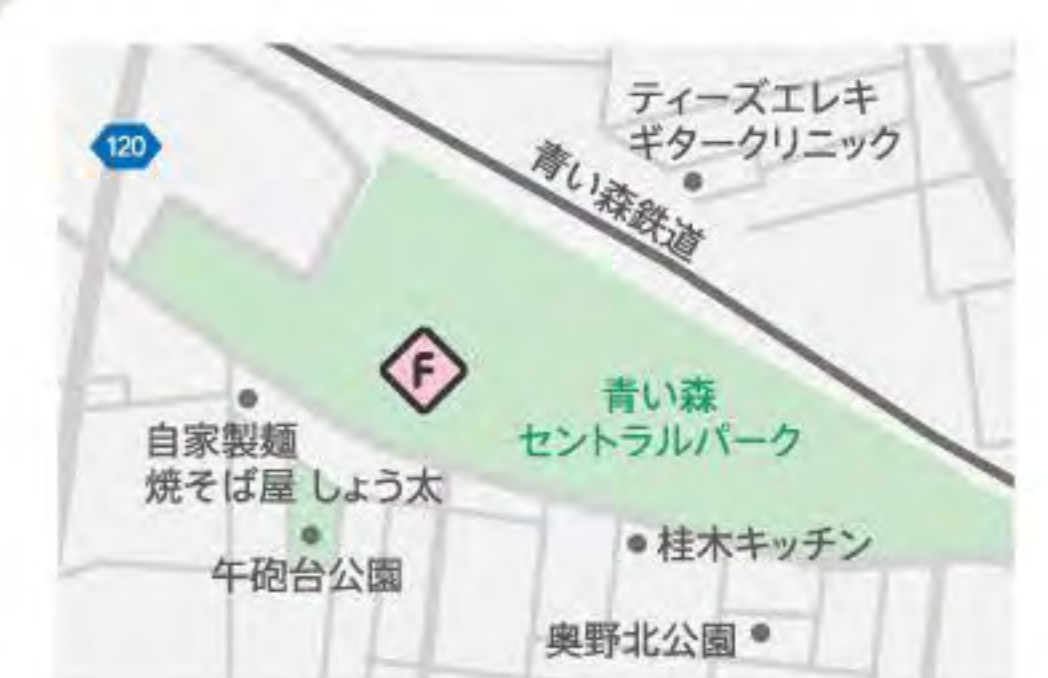 ティーズエレキ
ギタークリニック
120
青い森鉄道
F
青い森
セントラルパーク
自家製麺
焼そば屋 しょう太
午砲台公園
桂木キッチン
奥野北公園